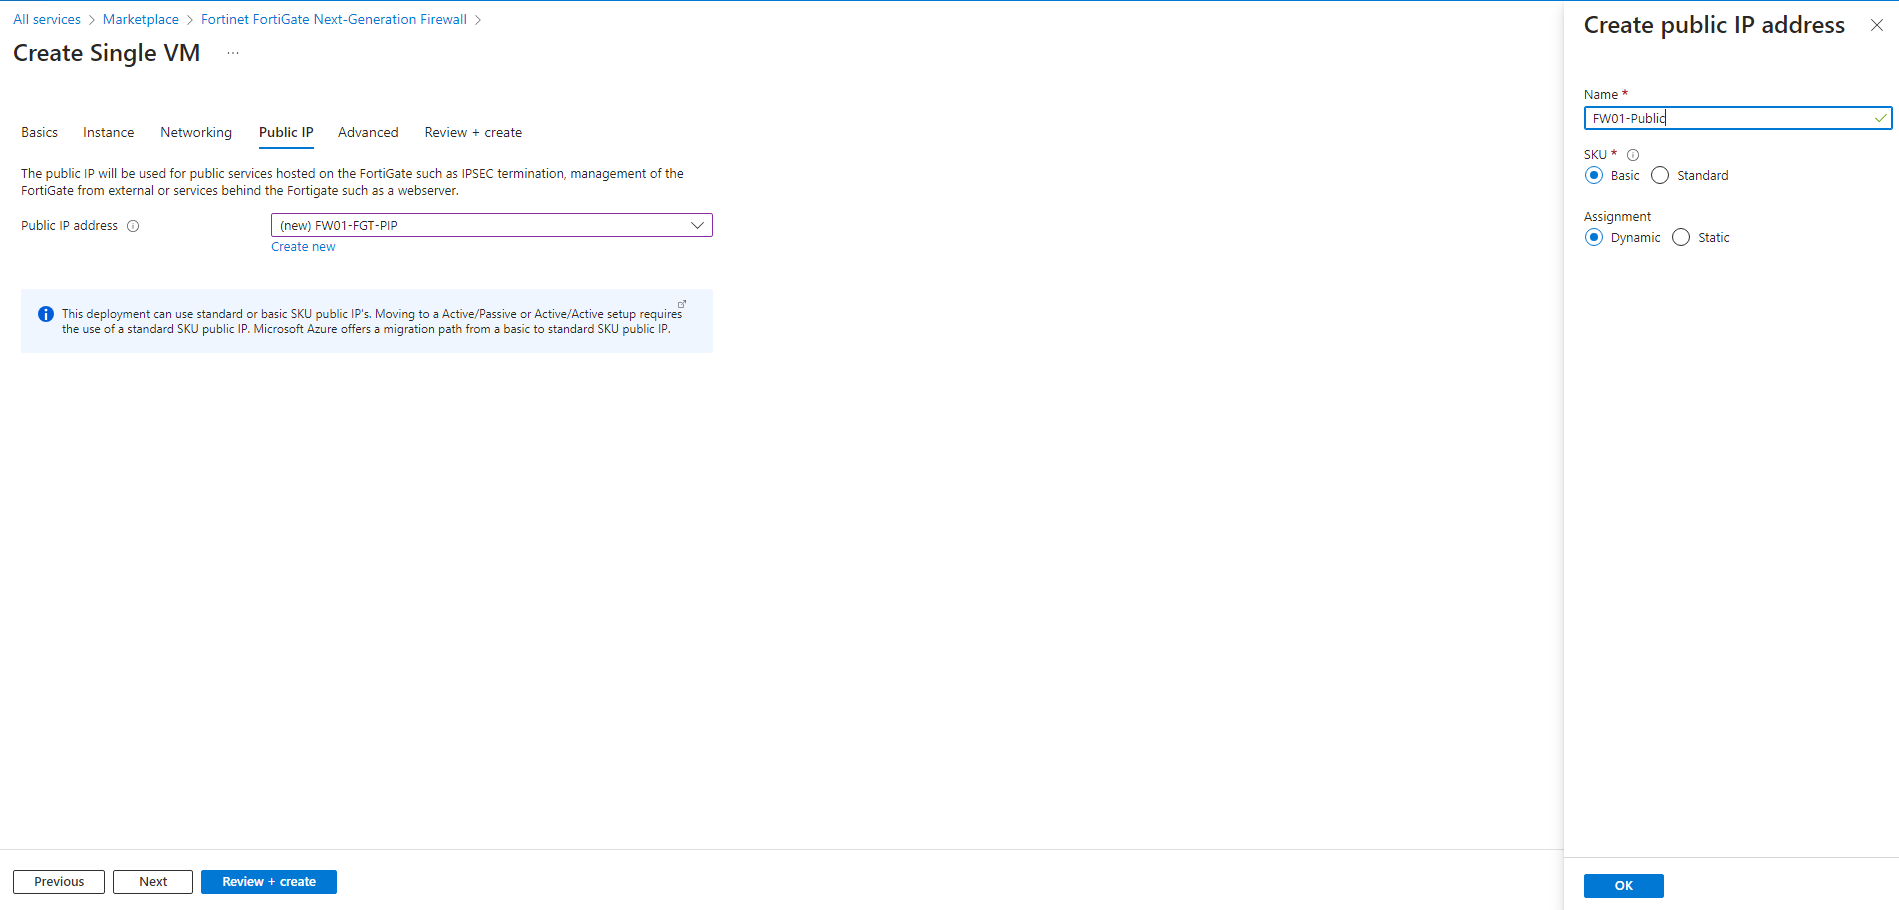 All services > Marketplace > Fortinet FortiGate Next-Generation Firewall >
Create Single VM ...
Basics Instance Networking Public IP Advanced Review + create
The public IP will be used for public services hosted on the FortiGate such as IPSEC termination, management of the
FortiGate from external or services behind the Fortigate such as a webserver.
Public IP address
(new) FW01-FGT-PIP
Create new
This deployment can use standard or basic SKU public IP's. Moving to a Active/Passive or Active/Active setup requires
the use of a standard SKU public IP. Microsoft Azure offers a migration path from a basic to standard SKU public IP.
Previous Next Review + create
Create public IP address
Name *
FW01-Public
SKU *
Basic Standard
Assignment
Dynamic Static
OK